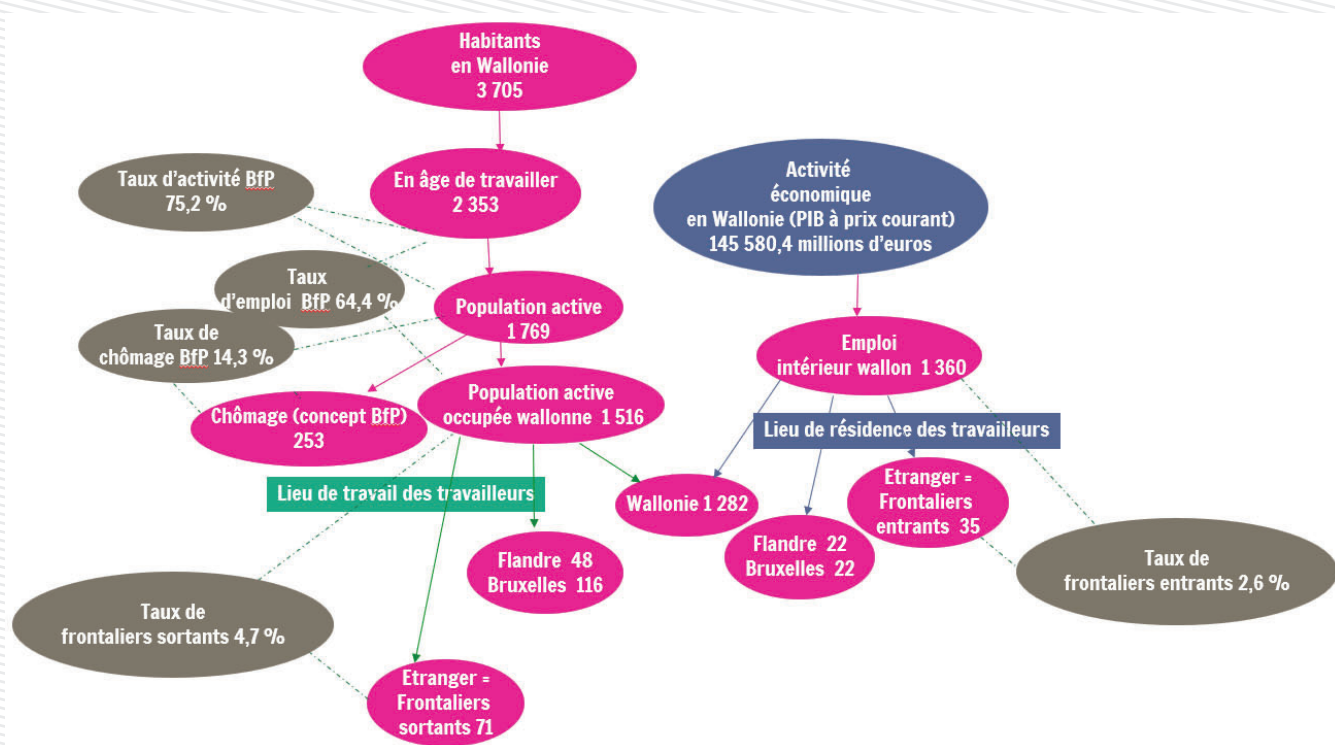 Habitants
en Wallonie
3 705
Taux d'activité BfP
75,2 %
En âge de travailler
2 353
Activité
économique
en Wallonie (PIB à prix courant)
145 580,4 millions d'euros
Taux
d'emploi BfP 64,4 %
Population active
1 769
Taux de
chômage BfP 14,3 %
Emploi
intérieur wallon 1 360
Chômage (concept BfP)
253
Population active
occupée wallonne 1 516
Lieu de résidence des travailleurs
Lieu de travail des travailleurs
Wallonie 1 282
Etranger =
Frontaliers
entrants 35
Flandre 48
Bruxelles 116
Flandre 22
Bruxelles 22
Taux de
frontaliers entrants 2,6 %
Taux de
frontaliers sortants 4,7 %
Etranger =
Frontaliers
sortants 71